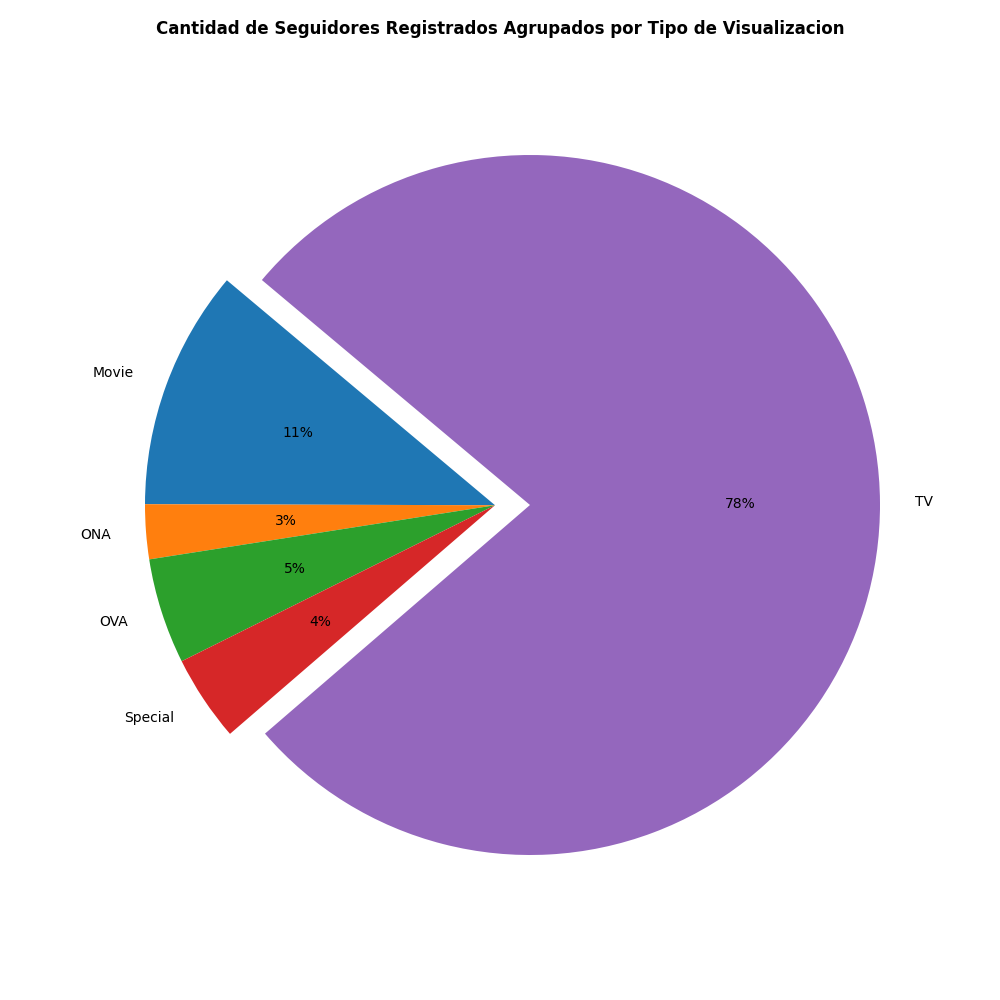 Cantidad de Seguidores Registrados Agrupados por Tipo de Visualizacion
Movie
11%
ONA
3%
OVA
5%
Special
4%
78%
TV